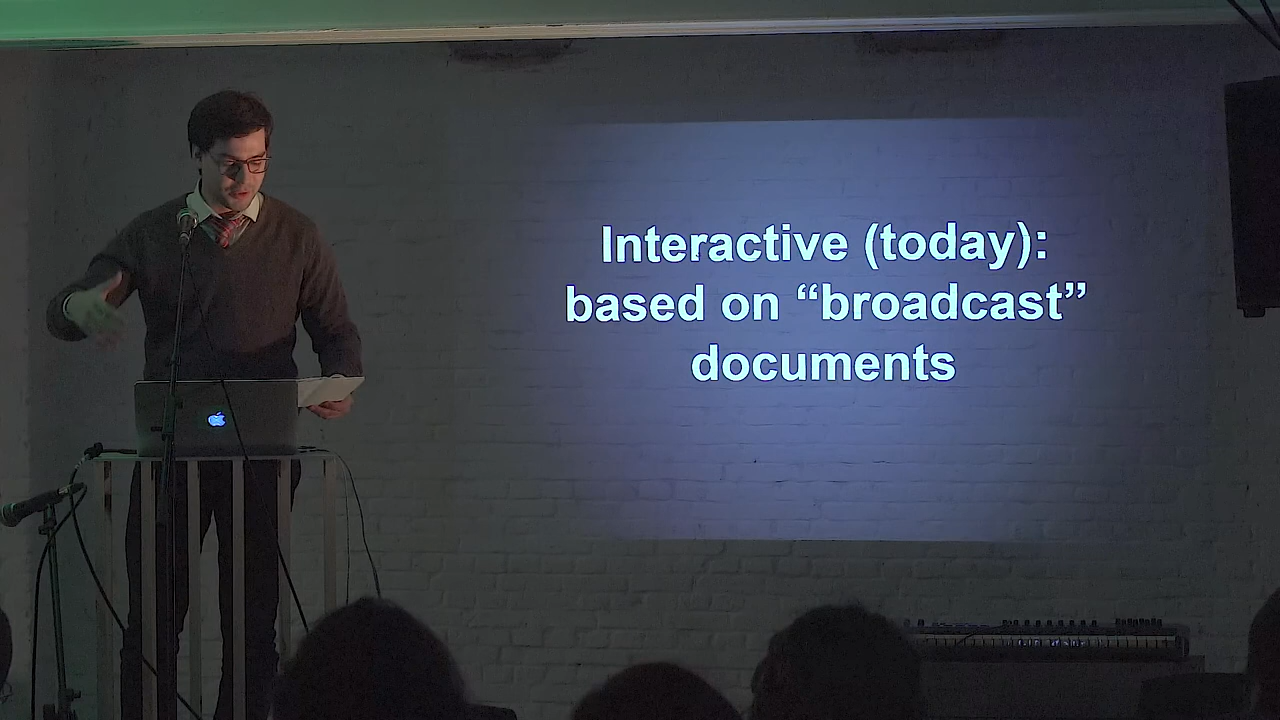 Interactive (today):
based on “broadcast”
documents